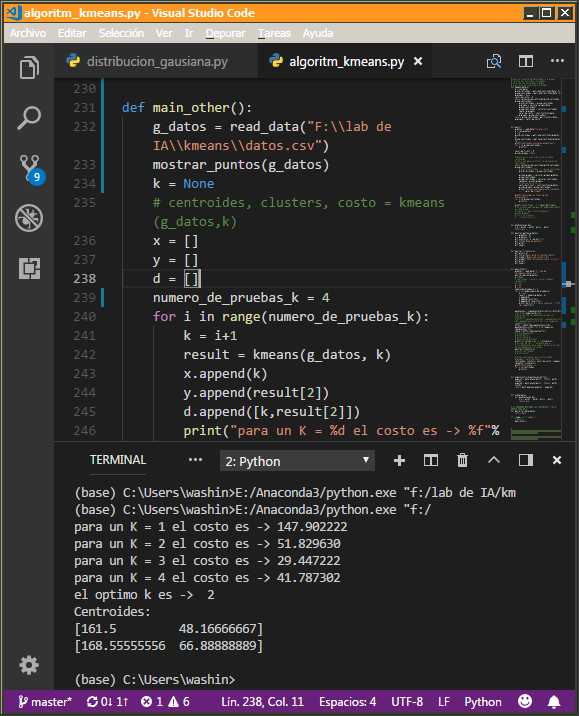 algoritm_kmeans.py - Visual Studio Code
Archivo Editar Selección Ver Ir Depurar Tareas Ayuda
distribucion_gausiana.py algoritm_kmeans.py
230
231 def main_other():
232 g_datos = read_data("F:\\lab de
IA\\kmeans\\datos.csv")
233 mostrar_puntos(g_datos)
234 k = None
235 # centroides, clusters, costo = kmeans
(g_datos,k)
236 x = []
237 y = []
238 d = []
239 numero_de_pruebas_k = 4
240 for i in range(numero_de_pruebas_k):
241 k = i+1
242 result = kmeans(g_datos, k)
243 x.append(k)
244 y.append(result[2])
245 d.append([k,result[2]])
246 print("para un K = %d el costo es -> %f"%
9
TERMINAL ••• 2: Python
(base) C:\Users\washin>E:/Anaconda3/python.exe "f:/lab de IA/km
(base) C:\Users\washin>E:/Anaconda3/python.exe "f:/
para un K = 1 el costo es -> 147.902222
para un K = 2 el costo es -> 51.829630
para un K = 3 el costo es -> 29.447222
para un K = 4 el costo es -> 41.787302
el optimo k es -> 2
Centroides:
[161.5 48.16666667]
[168.55555556 66.88888889]
(base) C:\Users\washin>
master* 0↓ 1↑ 1 6 Lín. 238, Col. 11 Espacios: 4 UTF-8 LF Python